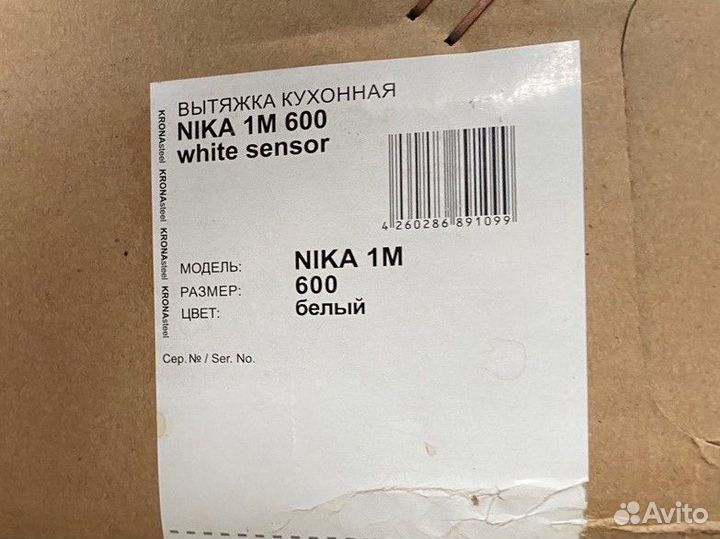 ВЫТЯЖКА КУХОННАЯ
NIKA 1M 600
white sensor
KRONAsteel KRONAsteel KRONAsteel KRONAsteel
4 260286 891099
МОДЕЛЬ: NIKA 1M
РАЗМЕР: 600
ЦВЕТ: белый
Сер. № / Ser. No.
Avito